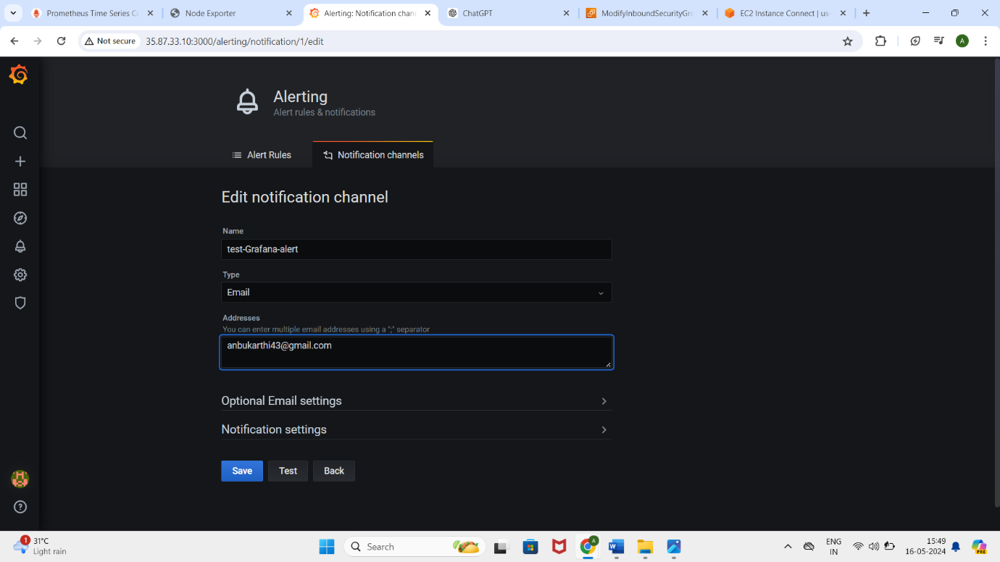 Prometheus Time Series Co
Node Exporter
Alerting: Notification chann
ChatGPT
ModifyInboundSecurityGro
EC2 Instance Connect | us-
Not secure
35.87.33.10:3000/alerting/notification/1/edit
A
Alerting
Alert rules & notifications
Alert Rules
Notification channels
Edit notification channel
Name
test-Grafana-alert
Type
Email
Addresses
You can enter multiple email addresses using a ";" separator
anbukarthi43@gmail.com
Optional Email settings
Notification settings
Save
Test
Back
1
31°C
Light rain
Search
A
W
ENG
IN
15:49
16-05-2024
PRE